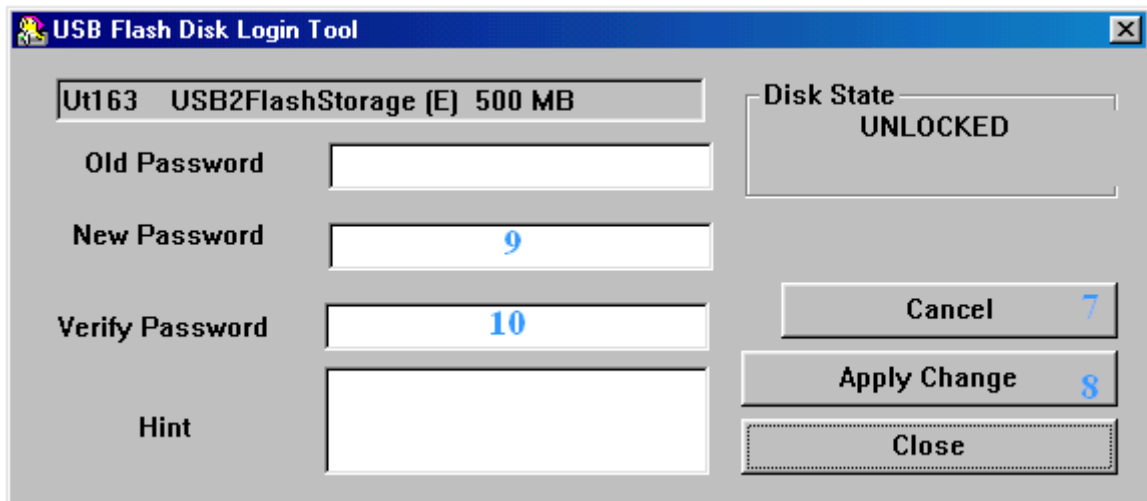 USB Flash Disk Login Tool
Ut163 USB2FlashStorage (E) 500 MB
Disk State
UNLOCKED
Old Password
New Password
9
Verify Password
10
Hint
Cancel 7
Apply Change 8
Close